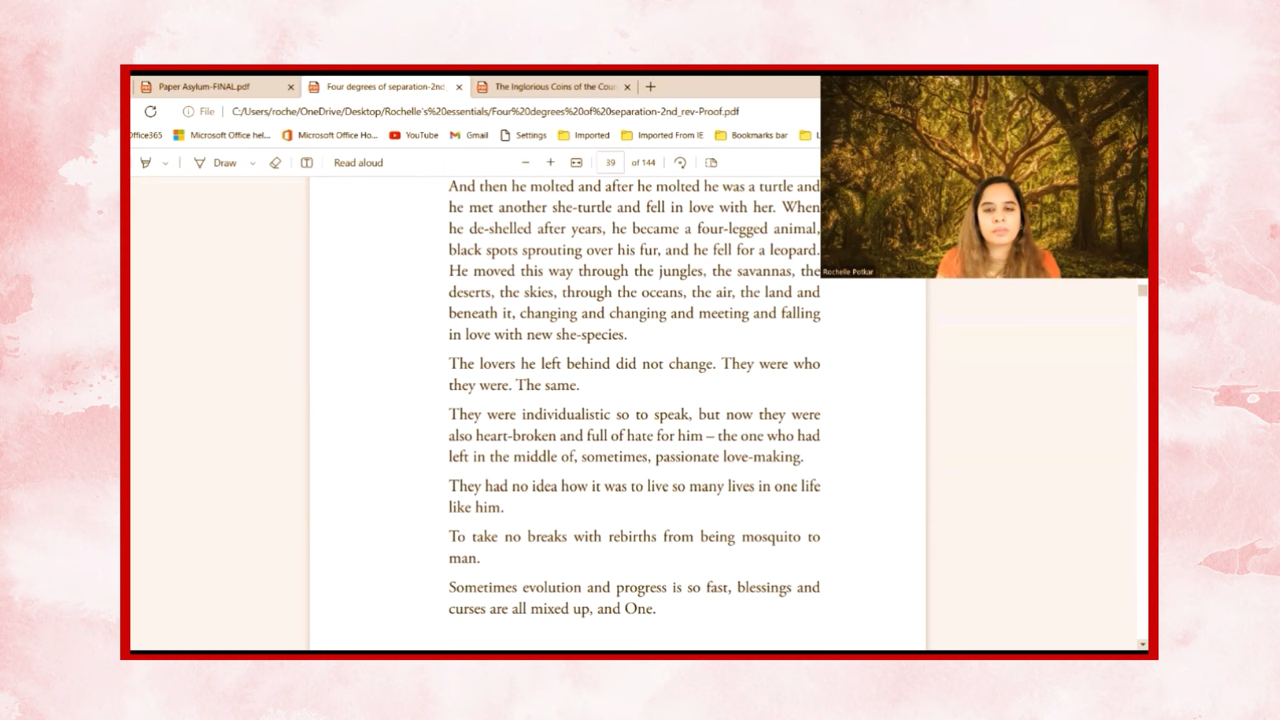 Paper Asylum-FINAL.pdf
Four degrees of separation-2nd
The Inglorious Coins of the Cour
File
C:/Users/roche/OneDrive/Desktop/Rochelle's%20essentials/Four%20degrees%20of%20separation-2nd_rev-Proof.pdf
Office365
Microsoft Office hel...
Microsoft Office Ho...
YouTube
Gmail
Settings
Imported
Imported From IE
Bookmarks bar
L
Draw
Read aloud
39
of 144
And then he molted and after he molted he was a turtle and
he met another she-turtle and fell in love with her. When
he de-shelled after years, he became a four-legged animal,
black spots sprouting over his fur, and he fell for a leopard.
He moved this way through the jungles, the savannas, the
deserts, the skies, through the oceans, the air, the land and
beneath it, changing and changing and meeting and falling
in love with new she-species.
The lovers he left behind did not change. They were who
they were. The same.
They were individualistic so to speak, but now they were
also heart-broken and full of hate for him – the one who had
left in the middle of, sometimes, passionate love-making.
They had no idea how it was to live so many lives in one life
like him.
To take no breaks with rebirths from being mosquito to
man.
Sometimes evolution and progress is so fast, blessings and
curses are all mixed up, and One.
Rochelle Potkar